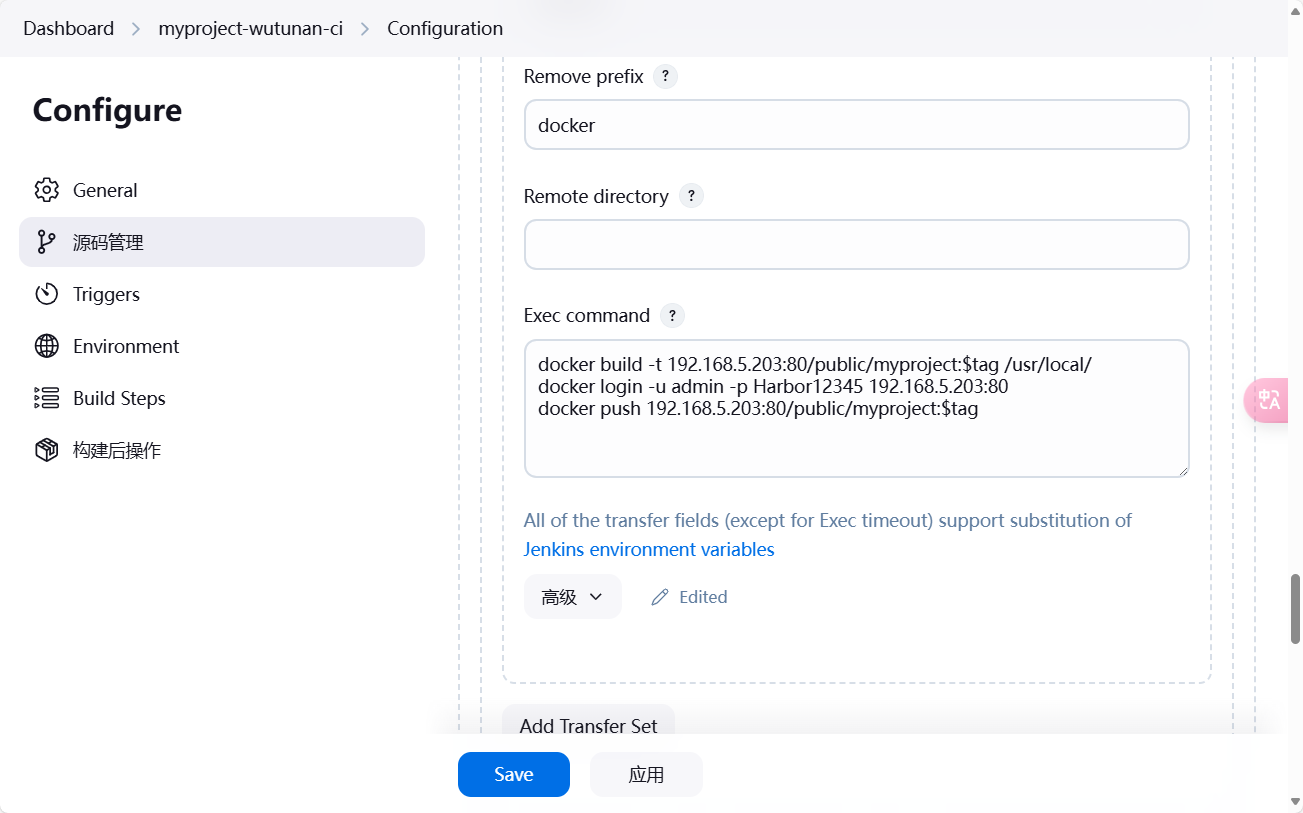 Dashboard > myproject-wutunan-ci > Configuration
Configure
General
源码管理
Triggers
Environment
Build Steps
构建后操作
Remove prefix ?
docker
Remote directory ?
Exec command ?
docker build -t 192.168.5.203:80/public/myproject:$tag /usr/local/
docker login -u admin -p Harbor12345 192.168.5.203:80
docker push 192.168.5.203:80/public/myproject:$tag
All of the transfer fields (except for Exec timeout) support substitution of
Jenkins environment variables
高级
Edited
Add Transfer Set
Save
应用
中A